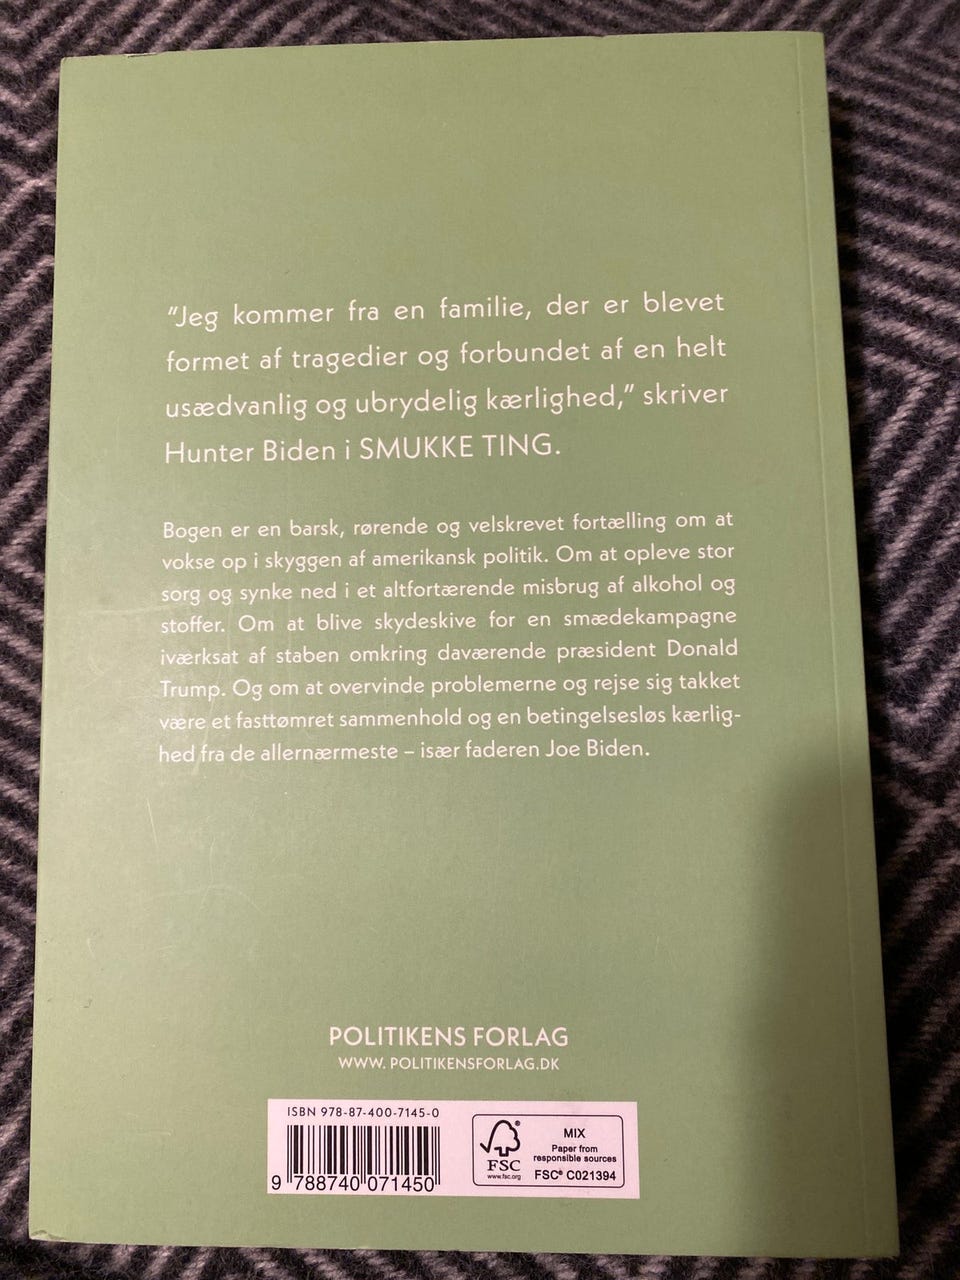 "Jeg kommer fra en familie, der er blevet
formet af tragedier og forbundet af en helt
usædvanlig og ubrydelig kærlighed," skriver
Hunter Biden i SMUKKE TING.
Bogen er en barsk, rørende og velskrevet fortælling om at
vokse op i skyggen af amerikansk politik. Om at opleve stor
sorg og synke ned i et altfortærende misbrug af alkohol og
stoffer. Om at blive skydeskive for en smædekampagne
iværksat af staben omkring daværende præsident Donald
Trump. Og om at overvinde problemerne og rejse sig takket
være et fasttømret sammenhold og en betingelsesløs kærlig-
hed fra de allernærmeste – især faderen Joe Biden.
POLITIKENS FORLAG
WWW. POLITIKENSFORLAG.DK
ISBN 978-87-400-7145-0
9 788740 071450
FSC®
www.fsc.org
MIX
Paper from
responsible sources
FSC® C021394